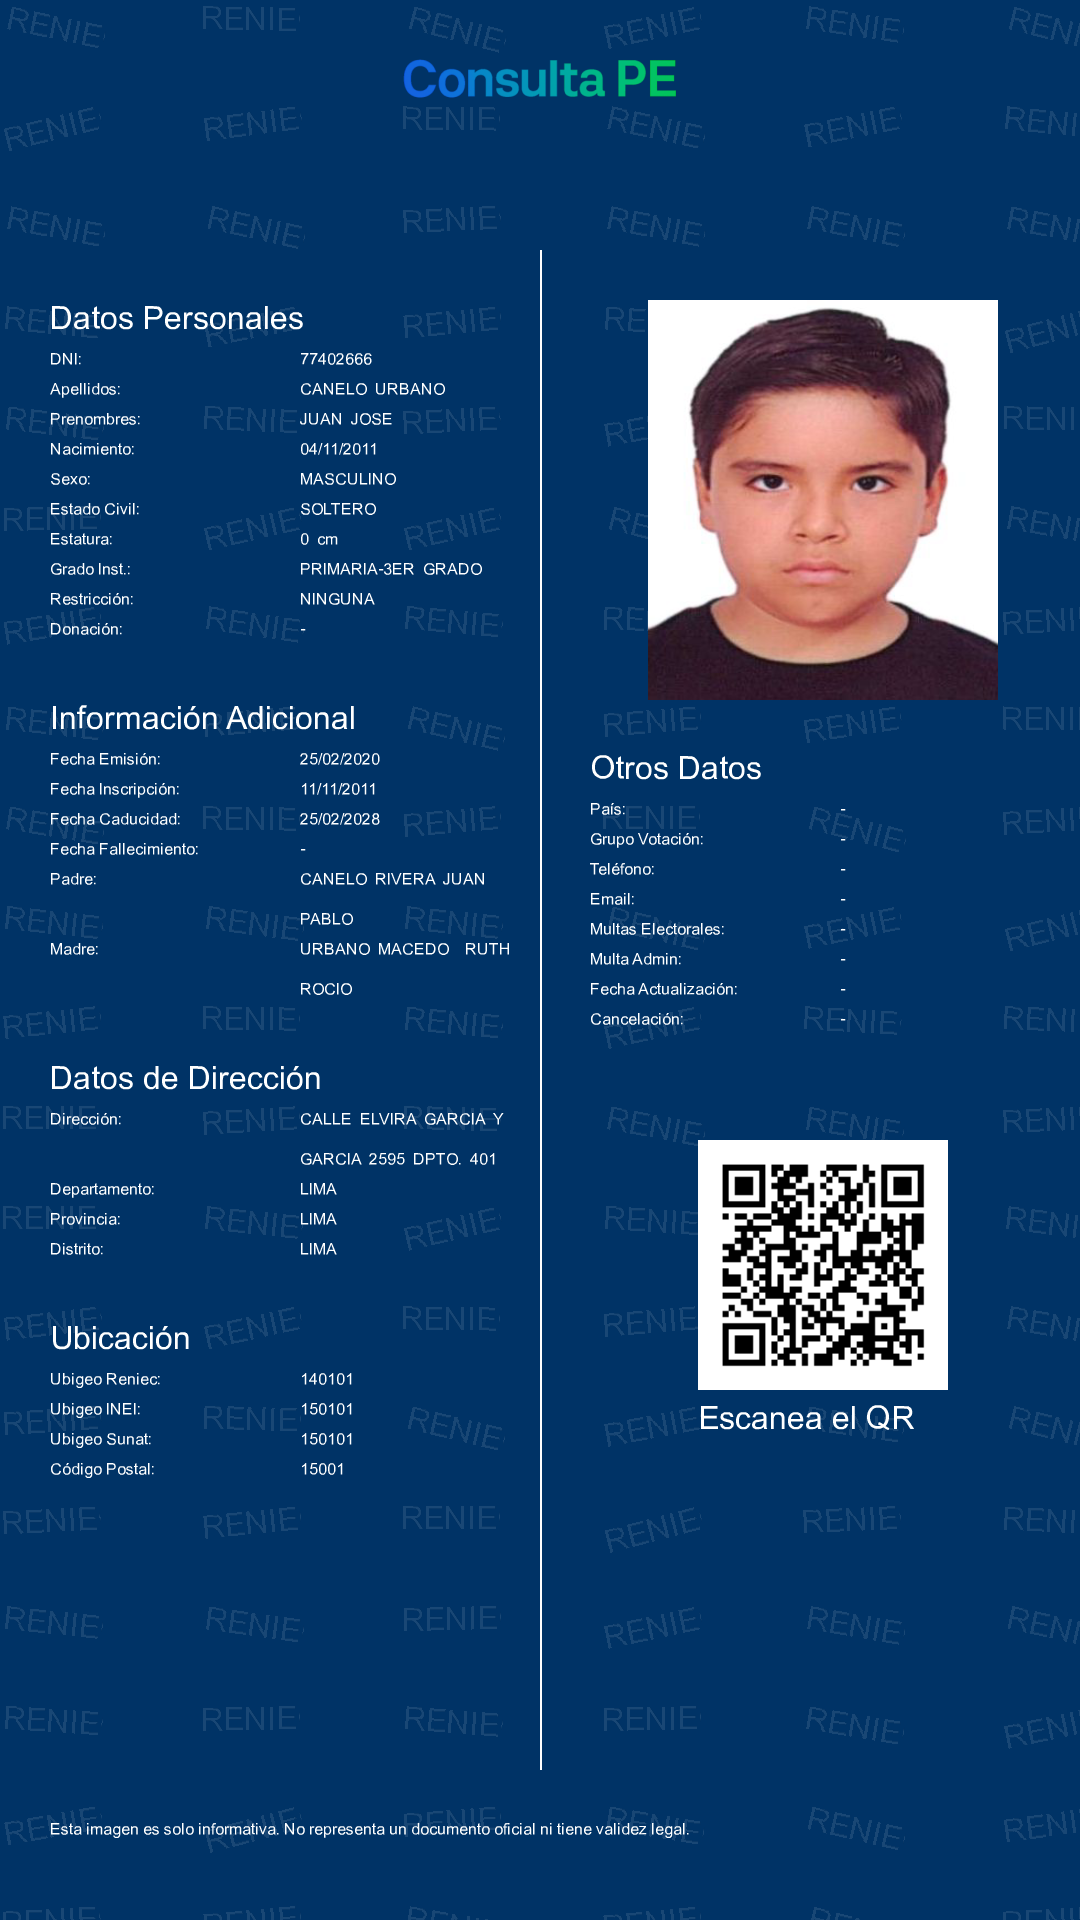 Consulta PE
Datos Personales
DNI: 77402666
Apellidos: CANELO URBANO
Prenombres: JUAN JOSE
Nacimiento: 04/11/2011
Sexo: MASCULINO
Estado Civil: SOLTERO
Estatura: 0 cm
Grado Inst.: PRIMARIA-3ER GRADO
Restricción: NINGUNA
Donación: -
Información Adicional
Fecha Emisión: 25/02/2020
Fecha Inscripción: 11/11/2011
Fecha Caducidad: 25/02/2028
Fecha Fallecimiento: -
Padre: CANELO RIVERA JUAN
PABLO
Madre: URBANO MACEDO RUTH
ROCIO
Datos de Dirección
Dirección: CALLE ELVIRA GARCIA Y
GARCIA 2595 DPTO. 401
Departamento: LIMA
Provincia: LIMA
Distrito: LIMA
Ubicación
Ubigeo Reniec: 140101
Ubigeo INEI: 150101
Ubigeo Sunat: 150101
Código Postal: 15001
Otros Datos
País: -
Grupo Votación: -
Teléfono: -
Email: -
Multas Electorales: -
Multa Admin: -
Fecha Actualización: -
Cancelación: -
Escanea el QR
Esta imagen es solo informativa. No representa un documento oficial ni tiene validez legal.